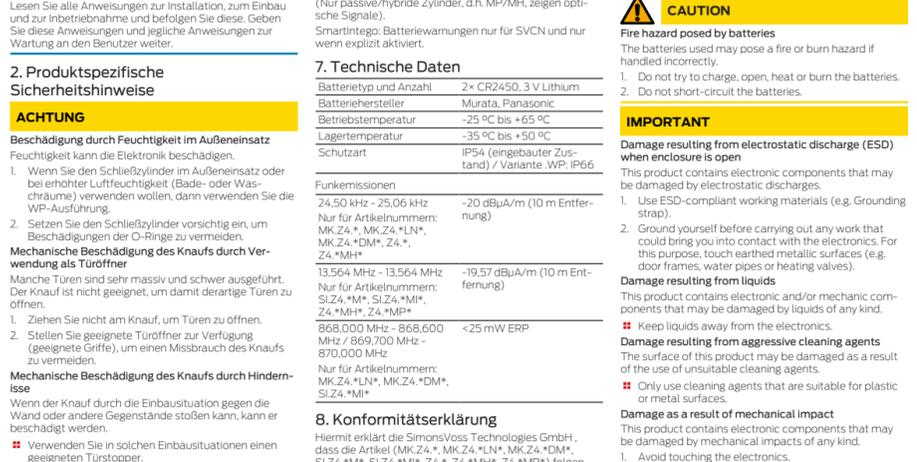 Lesen Sie alle Anweisungen zur Installation, zum Einbau
und zur Inbetriebnahme und befolgen Sie diese. Geben
Sie diese Anweisungen und jegliche Anweisungen zur
Wartung an den Benutzer weiter.
2. Produktspezifische
Sicherheitshinweise
ACHTUNG
Beschädigung durch Feuchtigkeit im Außeneinsatz
Feuchtigkeit kann die Elektronik beschädigen.
1. Wenn Sie den Schließzylinder im Außeneinsatz oder
bei erhöhter Luftfeuchtigkeit (Bade- oder Was-
chräume) verwenden wollen, dann verwenden Sie die
WP-Ausführung.
2. Setzen Sie den Schließzylinder vorsichtig ein, um
Beschädigungen der O-Ringe zu vermeiden.
Mechanische Beschädigung des Knaufs durch Ver-
wendung als Türöffner
Manche Türen sind sehr massiv und schwer ausgeführt.
Der Knauf ist nicht geeignet, um damit derartige Türen zu
öffnen.
1. Ziehen Sie nicht am Knauf, um Türen zu öffnen.
2. Stellen Sie geeignete Türöffner zur Verfügung
(geeignete Griffe), um einen Missbrauch des Knaufs
zu vermeiden.
Mechanische Beschädigung des Knaufs durch Hindern-
isse
Wenn der Knauf durch die Einbausituation gegen die
Wand oder andere Gegenstände stoßen kann, kann er
beschädigt werden.
Verwenden Sie in solchen Einbausituationen einen
geeigneten Türstopper.
(Nur passive/hybride Zylinder, d.h. MP/MH, zeigen opti-
sche Signale).
SmartIntego: Batteriewarnungen nur für SVCN und nur
wenn explizit aktiviert.
7. Technische Daten
Batterietyp und Anzahl 2× CR2450, 3 V Lithium
Batteriehersteller Murata, Panasonic
Betriebstemperatur -25 ºC bis +65 ºC
Lagertemperatur -35 ºC bis +50 ºC
Schutzart IP54 (eingebauter Zus-
tand) / Variante .WP: IP66
Funkemissionen
24,50 kHz - 25,06 kHz -20 dBµA/m (10 m Entfer-
nung)
Nur für Artikelnummern:
MK.Z4.*, MK.Z4.*LN*,
MK.Z4.*DM*, Z4.*,
Z4.*MH*
13,564 MHz - 13,564 MHz -19,57 dBµA/m (10 m Ent-
fernung)
Nur für Artikelnummern:
SI.Z4.*M*, SI.Z4.*MI*,
Z4.*MH*, Z4.*MP*
868,000 MHz - 868,600 <25 mW ERP
MHz / 869,700 MHz -
870,000 MHz
Nur für Artikelnummern:
MK.Z4.*LN*, MK.Z4.*DM*,
SI.Z4.*MI*
8. Konformitätserklärung
Hiermit erklärt die SimonsVoss Technologies GmbH ,
dass die Artikel (MK.Z4.*, MK.Z4.*LN*, MK.Z4.*DM*,
SI.Z4.*M*, SI.Z4.*MI*, Z4.*, Z4.*MH*, Z4.*MP*) folgen
CAUTION
Fire hazard posed by batteries
The batteries used may pose a fire or burn hazard if
handled incorrectly.
1. Do not try to charge, open, heat or burn the batteries.
2. Do not short-circuit the batteries.
IMPORTANT
Damage resulting from electrostatic discharge (ESD)
when enclosure is open
This product contains electronic components that may
be damaged by electrostatic discharges.
1. Use ESD-compliant working materials (e.g. Grounding
strap).
2. Ground yourself before carrying out any work that
could bring you into contact with the electronics. For
this purpose, touch earthed metallic surfaces (e.g.
door frames, water pipes or heating valves).
Damage resulting from liquids
This product contains electronic and/or mechanic com-
ponents that may be damaged by liquids of any kind.
Keep liquids away from the electronics.
Damage resulting from aggressive cleaning agents
The surface of this product may be damaged as a result
of the use of unsuitable cleaning agents.
Only use cleaning agents that are suitable for plastic
or metal surfaces.
Damage as a result of mechanical impact
This product contains electronic components that may
be damaged by mechanical impacts of any kind.
1. Avoid touching the electronics.